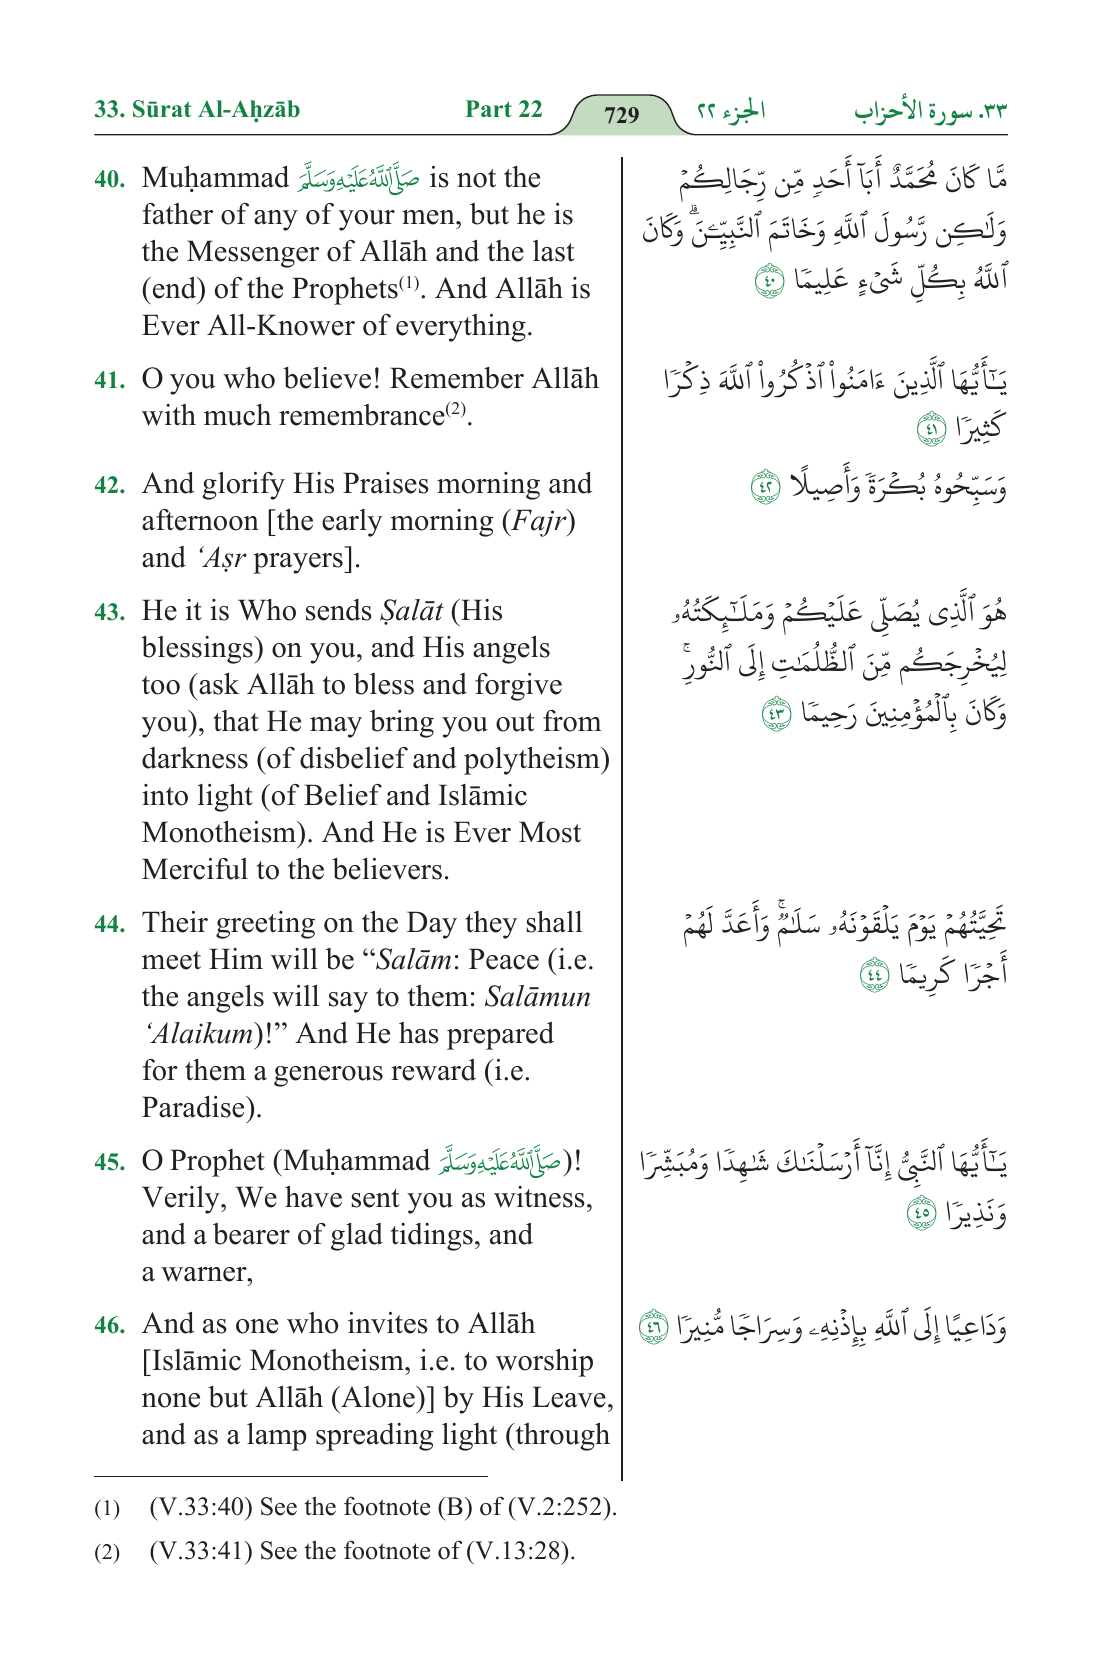 33. Sūrat Al-Aḥzāb Part 22 729 الجزء ٢٢ ٣٣. سورة الأحزاب
40. Muḥammad ﷺ is not the
father of any of your men, but he is
the Messenger of Allāh and the last
(end) of the Prophets(1). And Allāh is
Ever All-Knower of everything.
مَّا كَانَ مُحَمَّدٌ أَبَآ أَحَدٖ مِّن رِّجَالِكُمۡ
وَلَٰكِن رَّسُولَ ٱللَّهِ وَخَاتَمَ ٱلنَّبِيِّـۧنَۗ وَكَانَ
ٱللَّهُ بِكُلِّ شَيۡءٍ عَلِيمٗا ٤٠
41. O you who believe! Remember Allāh
with much remembrance(2).
يَٰٓأَيُّهَا ٱلَّذِينَ ءَامَنُواْ ٱذۡكُرُواْ ٱللَّهَ ذِكۡرٗا
كَثِيرٗا ٤١
42. And glorify His Praises morning and
afternoon [the early morning (Fajr)
and ‘Aṣr prayers].
وَسَبِّحُوهُ بُكۡرَةٗ وَأَصِيلًا ٤٢
43. He it is Who sends Ṣalāt (His
blessings) on you, and His angels
too (ask Allāh to bless and forgive
you), that He may bring you out from
darkness (of disbelief and polytheism)
into light (of Belief and Islāmic
Monotheism). And He is Ever Most
Merciful to the believers.
هُوَ ٱلَّذِي يُصَلِّي عَلَيۡكُمۡ وَمَلَٰٓئِكَتُهُۥ
لِيُخۡرِجَكُم مِّنَ ٱلظُّلُمَٰتِ إِلَى ٱلنُّورِۚ
وَكَانَ بِٱلۡمُؤۡمِنِينَ رَحِيمٗا ٤٣
44. Their greeting on the Day they shall
meet Him will be “Salām: Peace (i.e.
the angels will say to them: Salāmun
‘Alaikum)!” And He has prepared
for them a generous reward (i.e.
Paradise).
تَحِيَّتُهُمۡ يَوۡمَ يَلۡقَوۡنَهُۥ سَلَٰمٞۚ وَأَعَدَّ لَهُمۡ
أَجۡرٗا كَرِيمٗا ٤٤
45. O Prophet (Muḥammad ﷺ)!
Verily, We have sent you as witness,
and a bearer of glad tidings, and
a warner,
يَٰٓأَيُّهَا ٱلنَّبِيُّ إِنَّآ أَرۡسَلۡنَٰكَ شَٰهِدٗا وَمُبَشِّرٗا
وَنَذِيرٗا ٤٥
46. And as one who invites to Allāh
[Islāmic Monotheism, i.e. to worship
none but Allāh (Alone)] by His Leave,
and as a lamp spreading light (through
وَدَاعِيًا إِلَى ٱللَّهِ بِإِذۡنِهِۦ وَسِرَاجٗا مُّنِيرٗا ٤٦
(1) (V.33:40) See the footnote (B) of (V.2:252).
(2) (V.33:41) See the footnote of (V.13:28).